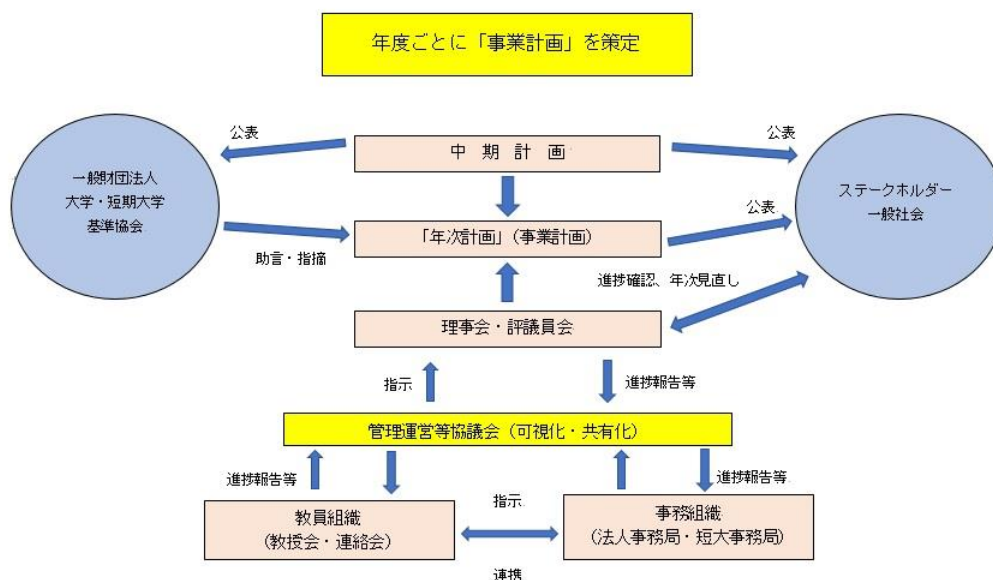 年度ごとに「事業計画」を策定
公表
公表
中 期 計 画
一般財団法人
大学・短期大学
基準協会
ステークホルダー
一般社会
公表
「年次計画」(事業計画)
助言・指摘
進捗確認、年次見直し
理事会・評議員会
指示
進捗報告等
管理運営等協議会(可視化・共有化)
進捗報告等
進捗報告等
指示
教員組織
(教授会・連絡会)
事務組織
(法人事務局・短大事務局)
連携